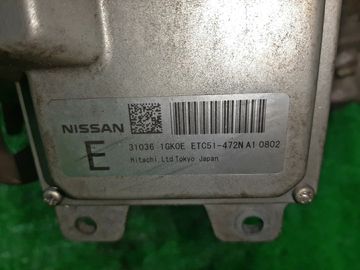 NISSAN
E
31036 1GK0E ETC51-472N A1 0802
Hitachi, Ltd Tokyo Japan